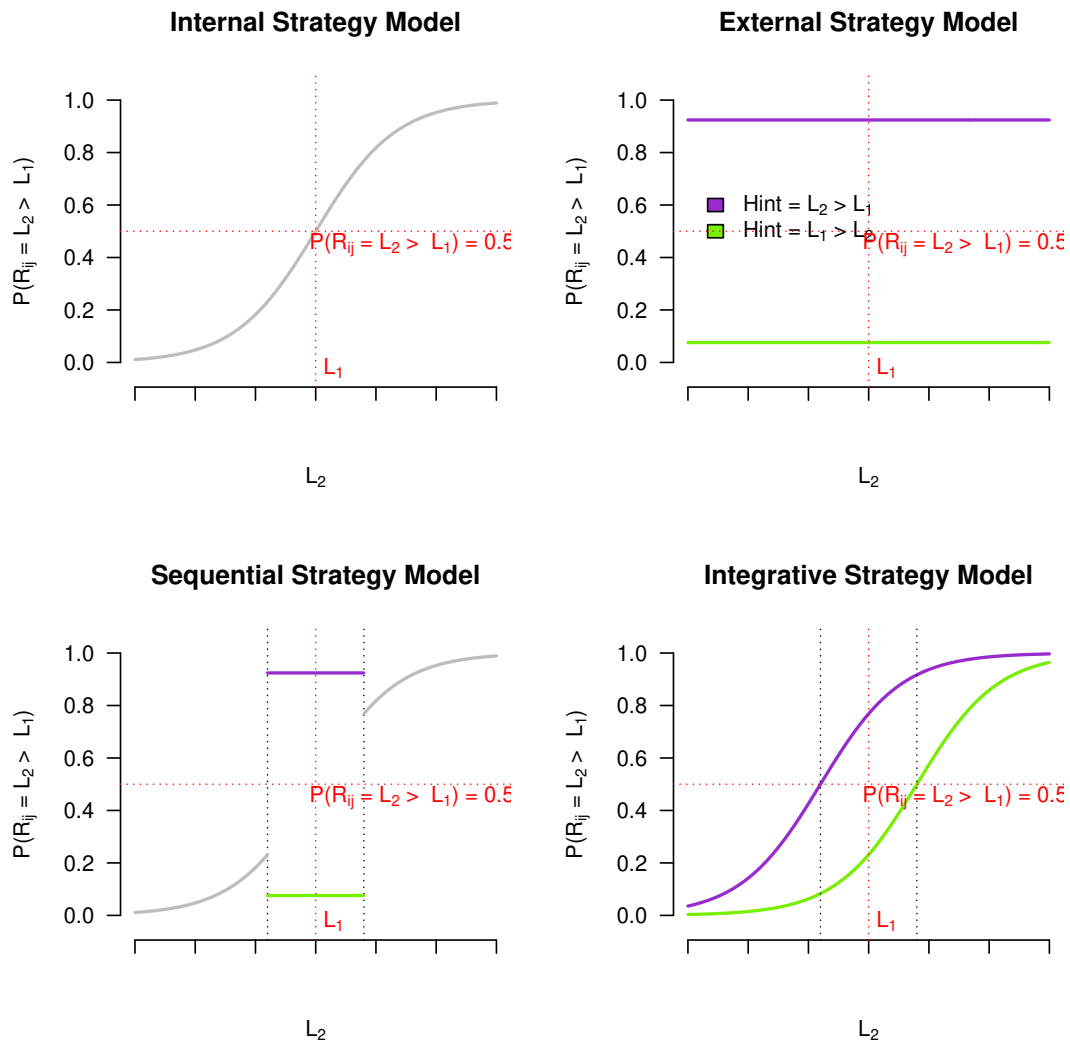 Internal Strategy Model
P(Rij = L2 > L1)
1.0
0.8
0.6
0.4
0.2
0.0
P(Rij = L2 > L1) = 0.5
L1
L2
External Strategy Model
P(Rij = L2 > L1)
1.0
0.8
0.6
0.4
0.2
0.0
Hint = L2 > L1
Hint = L1 > L2
P(Rij = L2 > L1) = 0.5
L1
L2
Sequential Strategy Model
P(Rij = L2 > L1)
1.0
0.8
0.6
0.4
0.2
0.0
P(Rij = L2 > L1) = 0.5
L1
L2
Integrative Strategy Model
P(Rij = L2 > L1)
1.0
0.8
0.6
0.4
0.2
0.0
P(Rij = L2 > L1) = 0.5
L1
L2